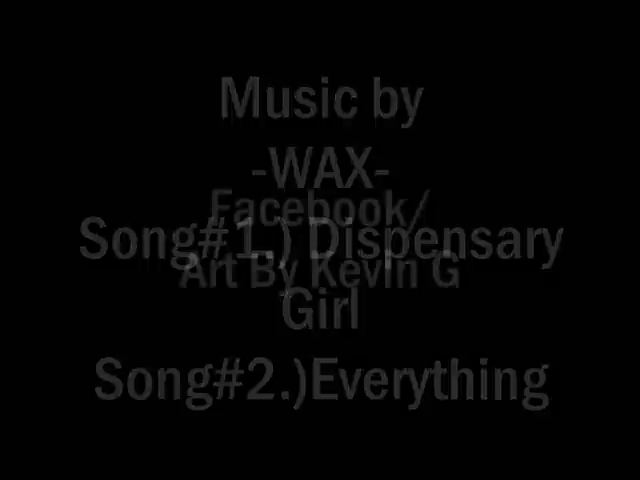 Music by
-WAX-
Facebook/
Song#1.) Dispensary
Art By Kevin G
Girl
Song#2.)Everything